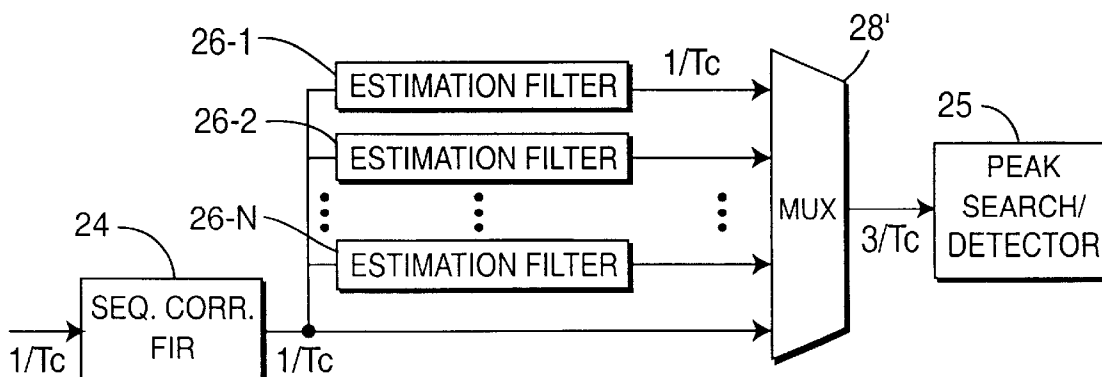 28'
26-1
ESTIMATION FILTER
1/Tc
26-2
ESTIMATION FILTER
25
PEAK
SEARCH/
DETECTOR
MUX
3/Tc
26-N
ESTIMATION FILTER
24
SEQ. CORR.
FIR
1/Tc
1/Tc